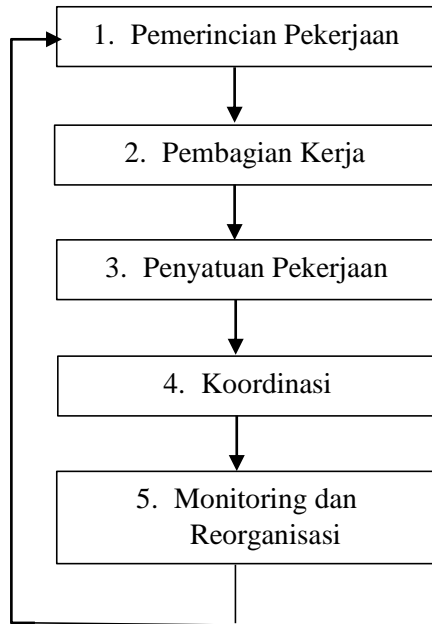 1. Pemerincian Pekerjaan
2. Pembagian Kerja
3. Penyatuan Pekerjaan
4. Koordinasi
5. Monitoring dan
Reorganisasi